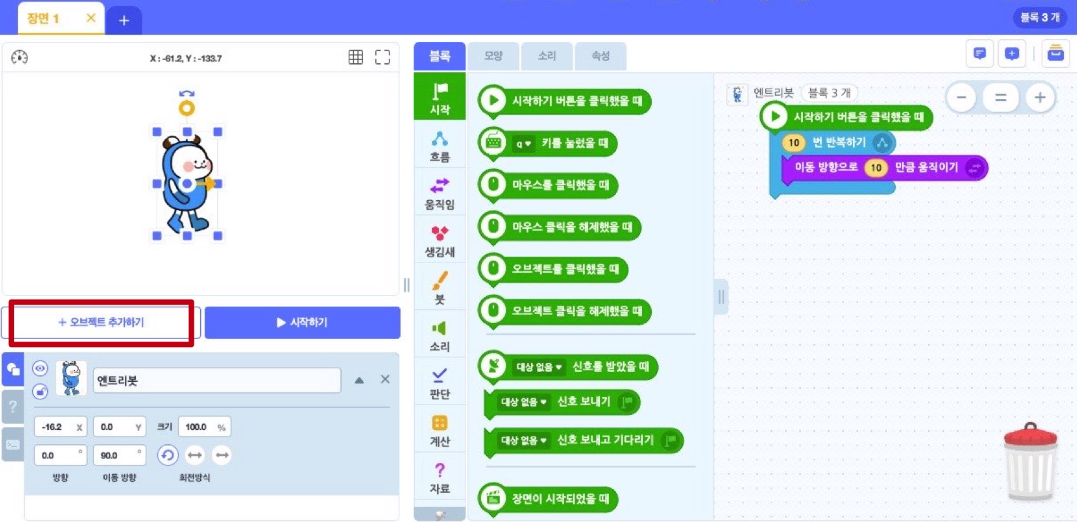 장면 1
블록 3 개
X : -61.2, Y : -133.7
+ 오브젝트 추가하기
시작하기
엔트리봇
-16.2 X 0.0 Y 크기 100.0 %
0.0 ° 90.0 °
방향 이동 방향 회전방식
블록 모양 소리 속성
시작
흐름
움직임
생김새
붓
소리
판단
계산
? 자료
시작하기 버튼을 클릭했을 때
q 키를 눌렀을 때
마우스를 클릭했을 때
마우스 클릭을 해제했을 때
오브젝트를 클릭했을 때
오브젝트 클릭을 해제했을 때
대상 없음 신호를 받았을 때
대상 없음 신호 보내기
대상 없음 신호 보내고 기다리기
장면이 시작되었을 때
엔트리봇 블록 3 개
시작하기 버튼을 클릭했을 때
10 번 반복하기
이동 방향으로 10 만큼 움직이기